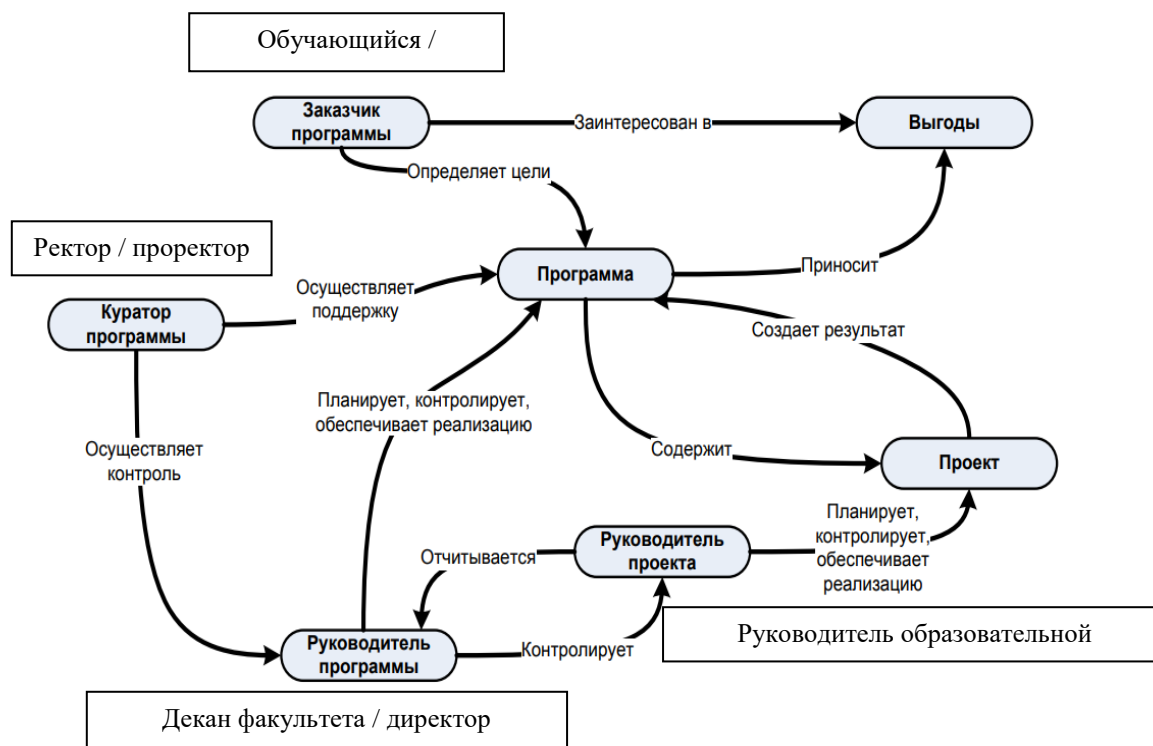 Обучающийся /
Заказчик
программы
Заинтересован в
Выгоды
Определяет цели
Ректор / проректор
Программа
Приносит
Осуществляет
поддержку
Куратор
программы
Создает результат
Планирует, контролирует,
обеспечивает реализацию
Осуществляет
контроль
Содержит
Проект
Планирует,
контролирует,
обеспечивает
реализацию
Руководитель
проекта
Отчитывается
Руководитель образовательной
Руководитель
программы
Контролирует
Декан факультета / директор